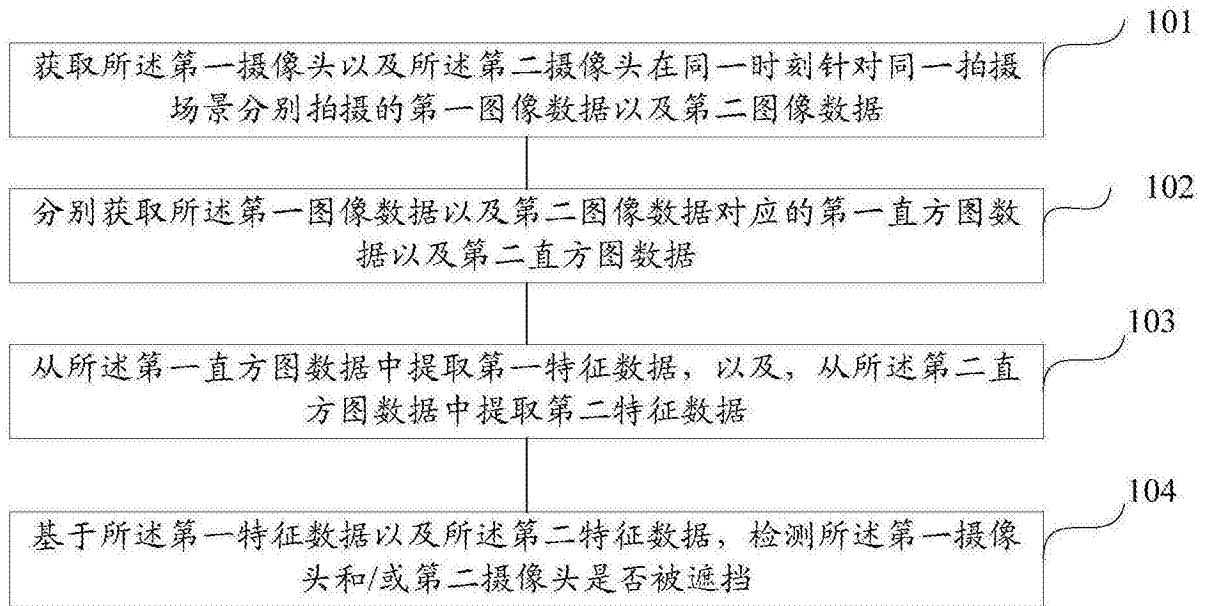 101
获取所述第一摄像头以及所述第二摄像头在同一时刻针对同一拍摄
场景分别拍摄的第一图像数据以及第二图像数据
102
分别获取所述第一图像数据以及第二图像数据对应的第一直方图数
据以及第二直方图数据
103
从所述第一直方图数据中提取第一特征数据，以及，从所述第二直
方图数据中提取第二特征数据
104
基于所述第一特征数据以及所述第二特征数据，检测所述第一摄像
头和/或第二摄像头是否被遮挡